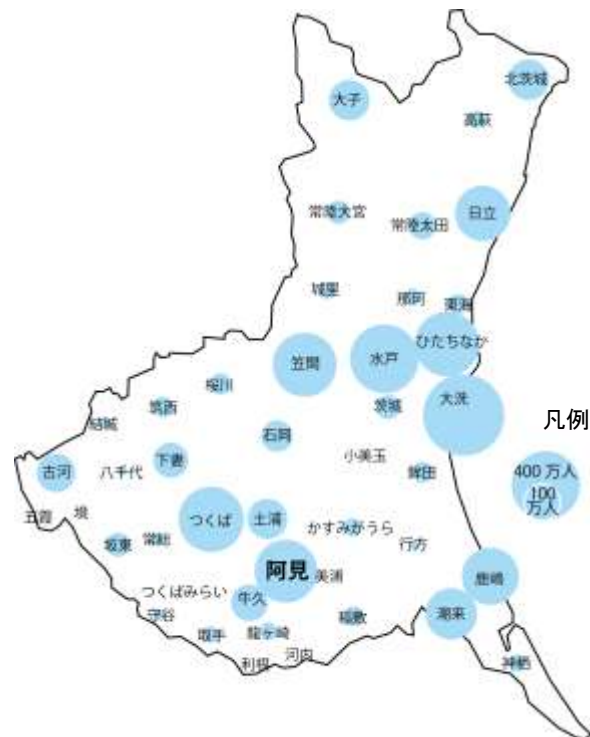 北茨城
大子
高萩
常陸大宮
常陸太田
日立
城里
那珂
東海
ひたちなか
笠間
水戸
大洗
桜川
筑西
茨城
結城
石岡
小美玉
凡例
古河
八千代
下妻
鉾田
400 万人
100
万人
五霞
境
つくば
土浦
かすみがうら
行方
坂東
常総
阿見
美浦
鹿嶋
つくばみらい
牛久
潮来
守谷
取手
龍ヶ崎
稲敷
利根
河内
神栖